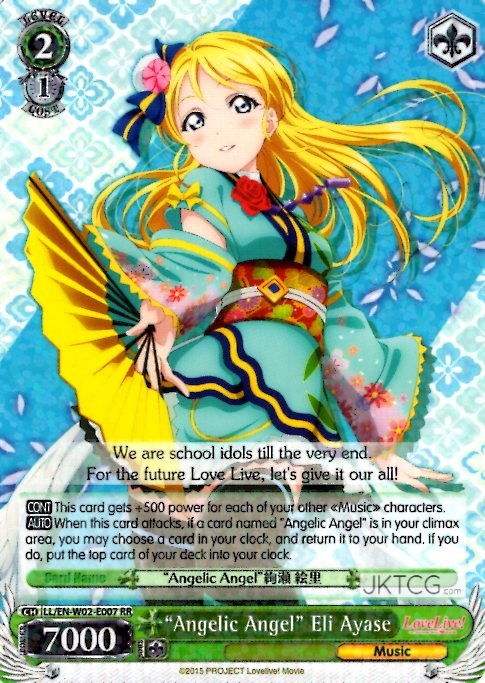 LEVEL
2
1
COST
We are school idols till the very end.
For the future Love Live, let's give it our all!
CONT This card gets +500 power for each of your other «Music» characters.
AUTO When this card attacks, if a card named "Angelic Angel" is in your climax
area, you may choose a card in your clock, and return it to your hand. If you
do, put the top card of your deck into your clock.
Card Name
"Angelic Angel"絢瀬 絵里
JKTCG.com
CH LL/EN-W02-E007 RR
7000
"Angelic Angel" Eli Ayase
LoveLive!
Music
©2015 PROJECT Lovelive! Movie